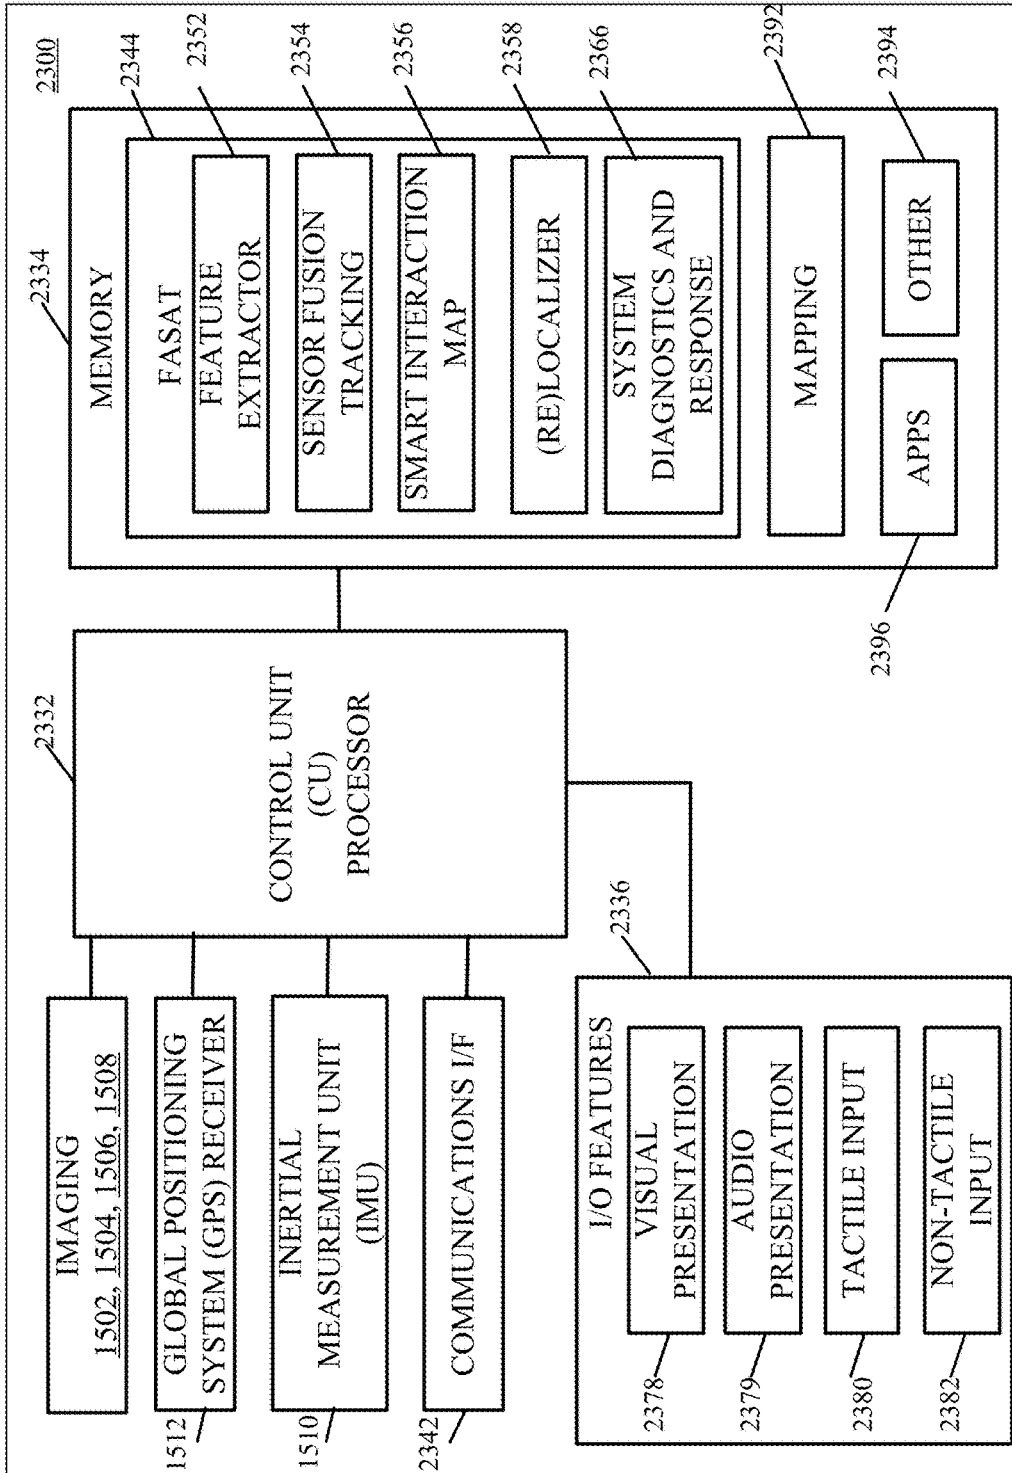 2300
IMAGING
1502, 1504, 1506, 1508
1512
GLOBAL POSITIONING
SYSTEM (GPS) RECEIVER
1510
INERTIAL
MEASUREMENT UNIT
(IMU)
2342
COMMUNICATIONS I/F
2332
CONTROL UNIT
(CU)
PROCESSOR
2334
MEMORY
2344
FASAT
2352
FEATURE
EXTRACTOR
2354
SENSOR FUSION
TRACKING
2356
SMART INTERACTION
MAP
2358
(RE)LOCALIZER
2366
SYSTEM
DIAGNOSTICS AND
RESPONSE
2392
MAPPING
2396
APPS
2394
OTHER
2336
I/O FEATURES
2378
VISUAL
PRESENTATION
2379
AUDIO
PRESENTATION
2380
TACTILE INPUT
2382
NON-TACTILE
INPUT